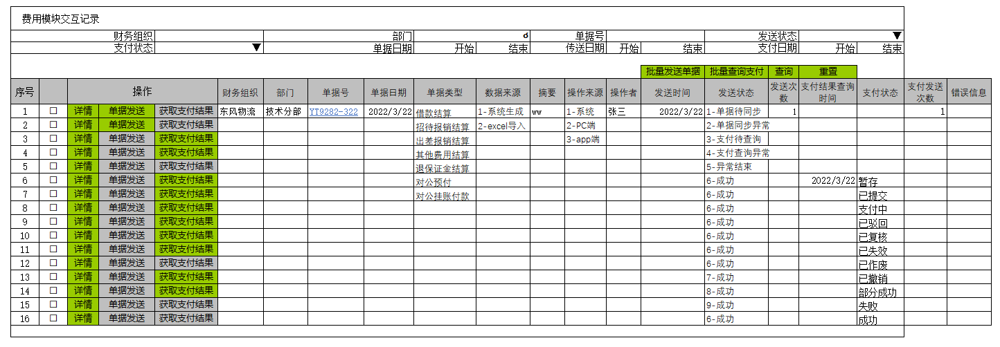 费用模块交互记录
财务组织 部门 单据号 发送状态
支付状态 单据日期 开始 结束 传送日期 开始 结束 支付日期 开始 结束
批量发送单据 批量查询支付 查询 重置
序号 操作 财务组织 部门 单据号 单据日期 单据类型 数据来源 摘要 操作来源 操作者 发送时间 发送状态 发送次数 支付结果查询时间 支付状态 支付发送次数 错误信息
1 详情 单据发送 获取支付结果 东风物流 技术分部 YT9282-322 2022/3/22 借款结算 1-系统生成 ww 1-系统 张三 2022/3/22 1-单据待同步 1 1
2 详情 单据发送 获取支付结果 招待报销结算 2-excel导入 2-PC端 2-单据同步异常
3 详情 单据发送 获取支付结果 出差报销结算 3-app端 3-支付待查询
4 详情 单据发送 获取支付结果 其他费用结算 4-支付查询异常
5 详情 单据发送 获取支付结果 退保证金结算 5-异常结束
6 详情 单据发送 获取支付结果 对公预付 6-成功 2022/3/22 暂存
7 详情 单据发送 获取支付结果 对公挂账付款 6-成功 已提交
8 详情 单据发送 获取支付结果 6-成功 支付中
9 详情 单据发送 获取支付结果 6-成功 已驳回
10 详情 单据发送 获取支付结果 6-成功 已复核
11 详情 单据发送 获取支付结果 6-成功 已失效
12 详情 单据发送 获取支付结果 6-成功 已作废
13 详情 单据发送 获取支付结果 7-成功 已撤销
14 详情 单据发送 获取支付结果 8-成功 部分成功
15 详情 单据发送 获取支付结果 9-成功 失败
16 详情 单据发送 获取支付结果 6-成功 成功